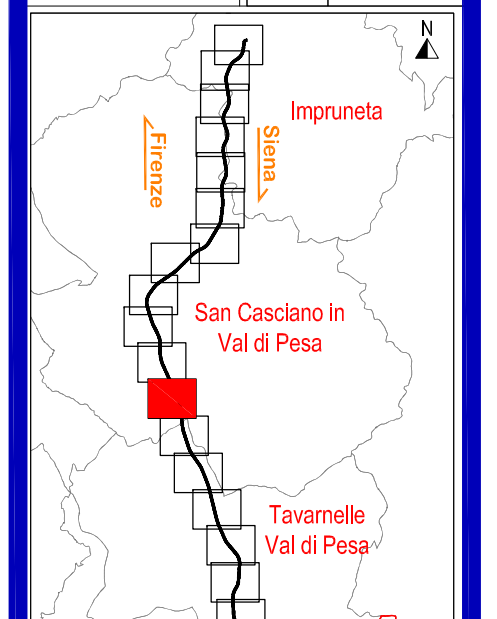 N
Impruneta
Firenze
Siena
San Casciano in
Val di Pesa
Tavarnelle
Val di Pesa